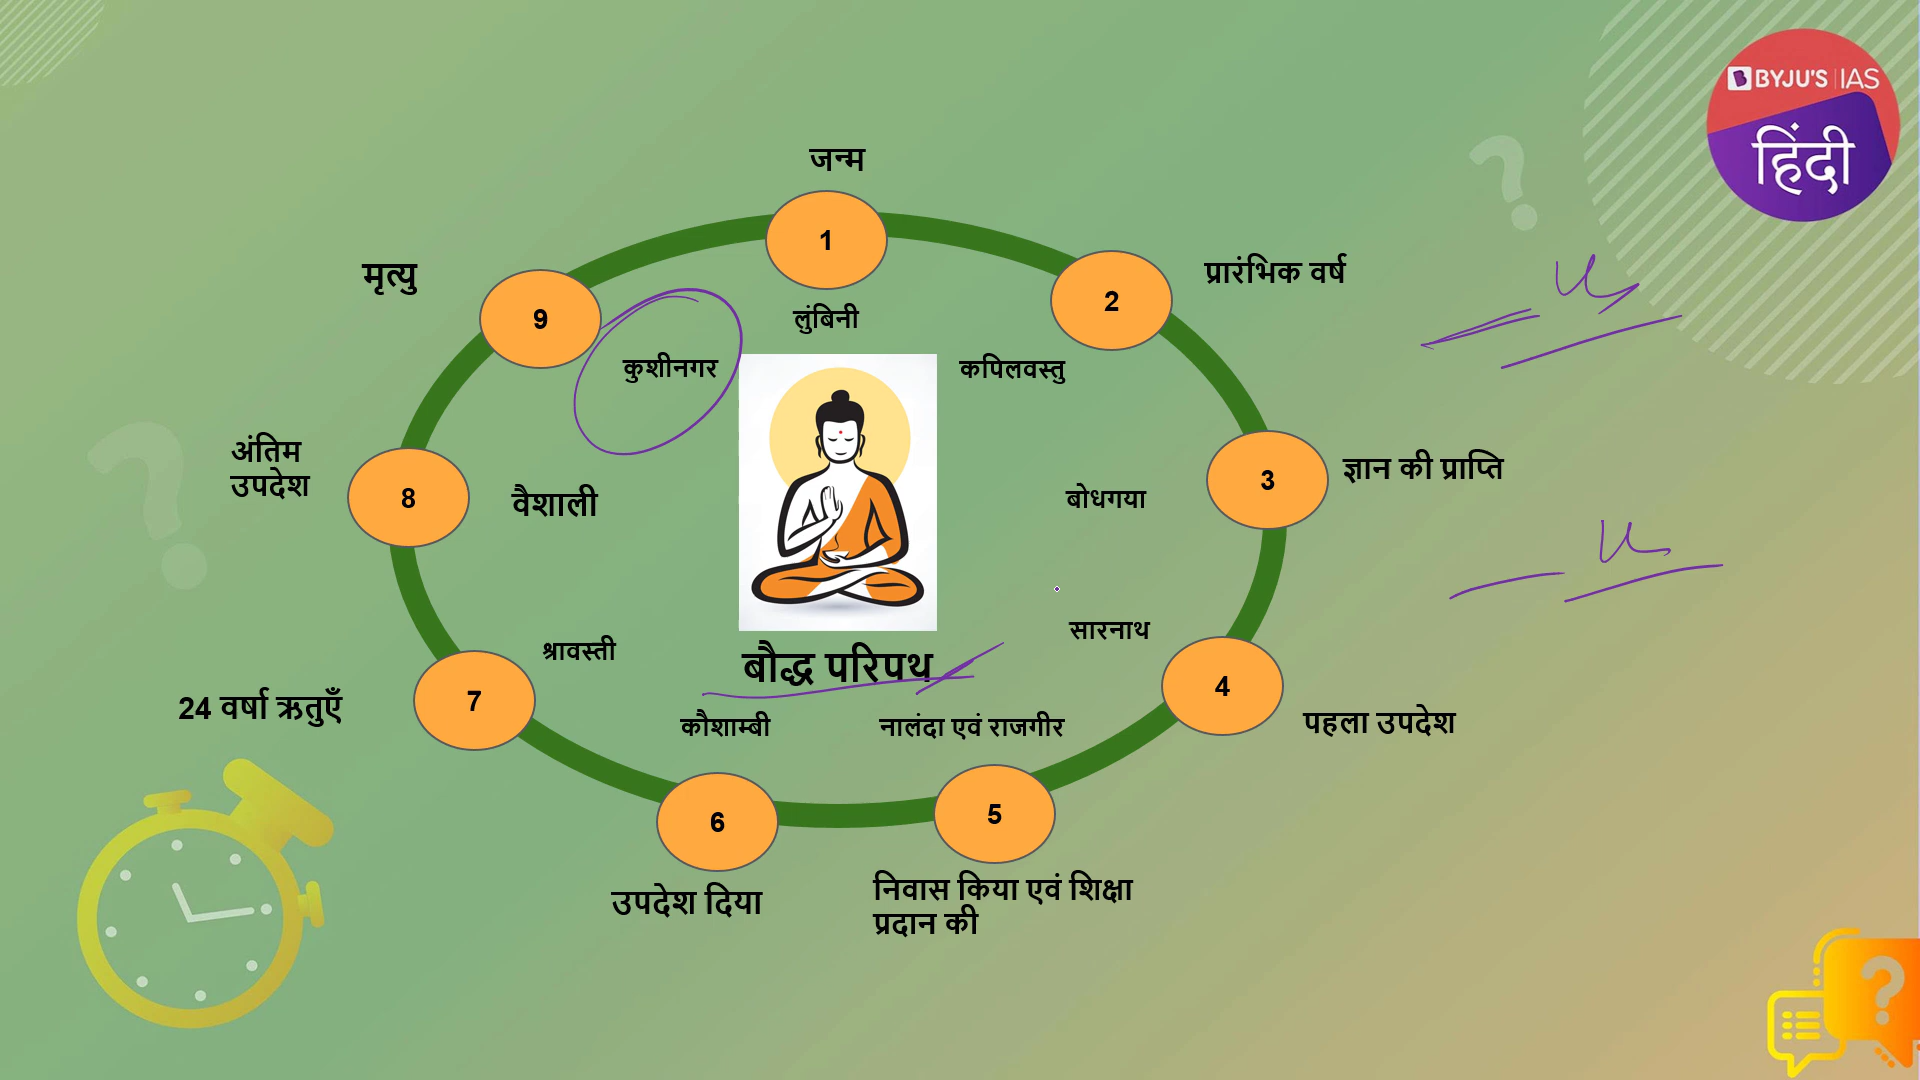 BYJU'S IAS
हिंदी
जन्म
1
लुंबिनी
2
प्रारंभिक वर्ष
कपिलवस्तु
3
ज्ञान की प्राप्ति
बोधगया
सारनाथ
4
पहला उपदेश
नालंदा एवं राजगीर
5
निवास किया एवं शिक्षा
प्रदान की
कौशाम्बी
6
उपदेश दिया
श्रावस्ती
7
24 वर्षा ऋतुएँ
वैशाली
8
अंतिम
उपदेश
कुशीनगर
9
मृत्यु
बौद्ध परिपथ